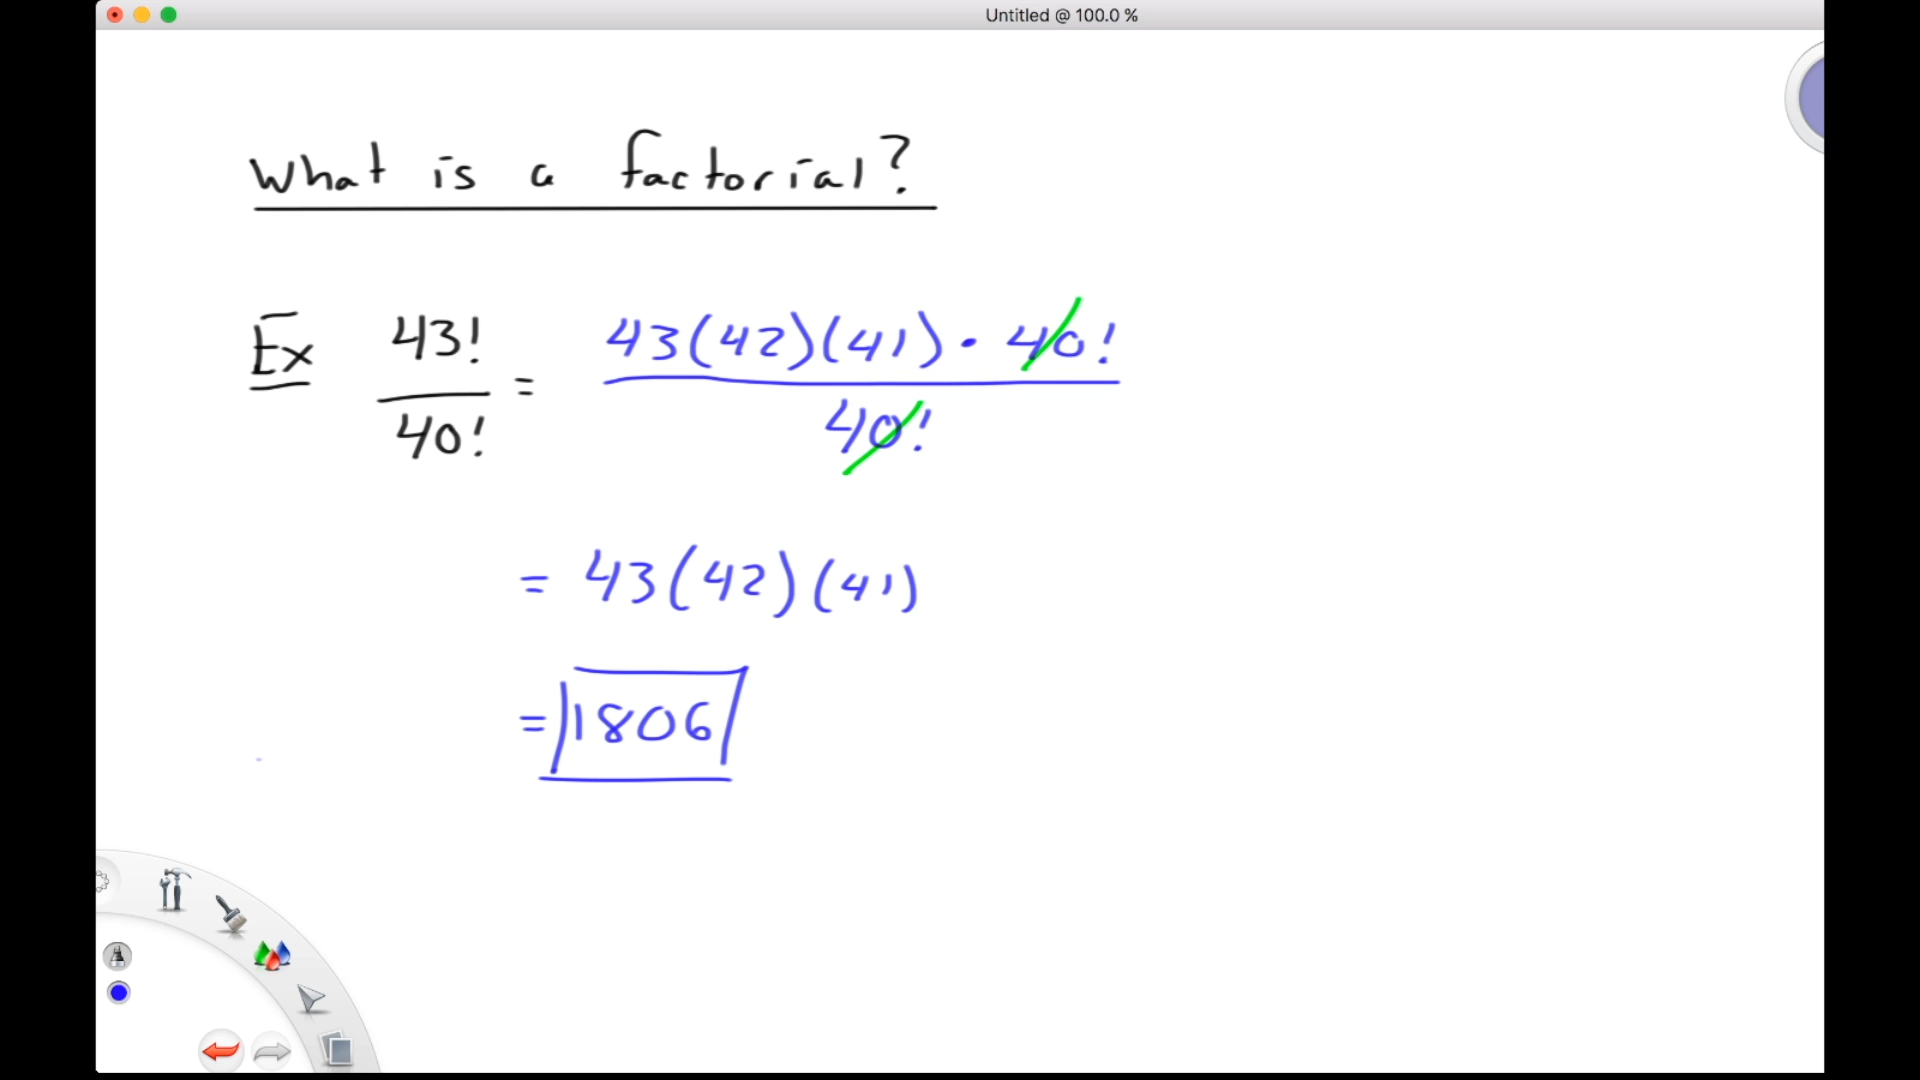 Untitled @ 100.0 %
What is a factorial?
Ex 43!/40! = 43(42)(41) · 40!/40!
= 43(42)(41)
= 1806